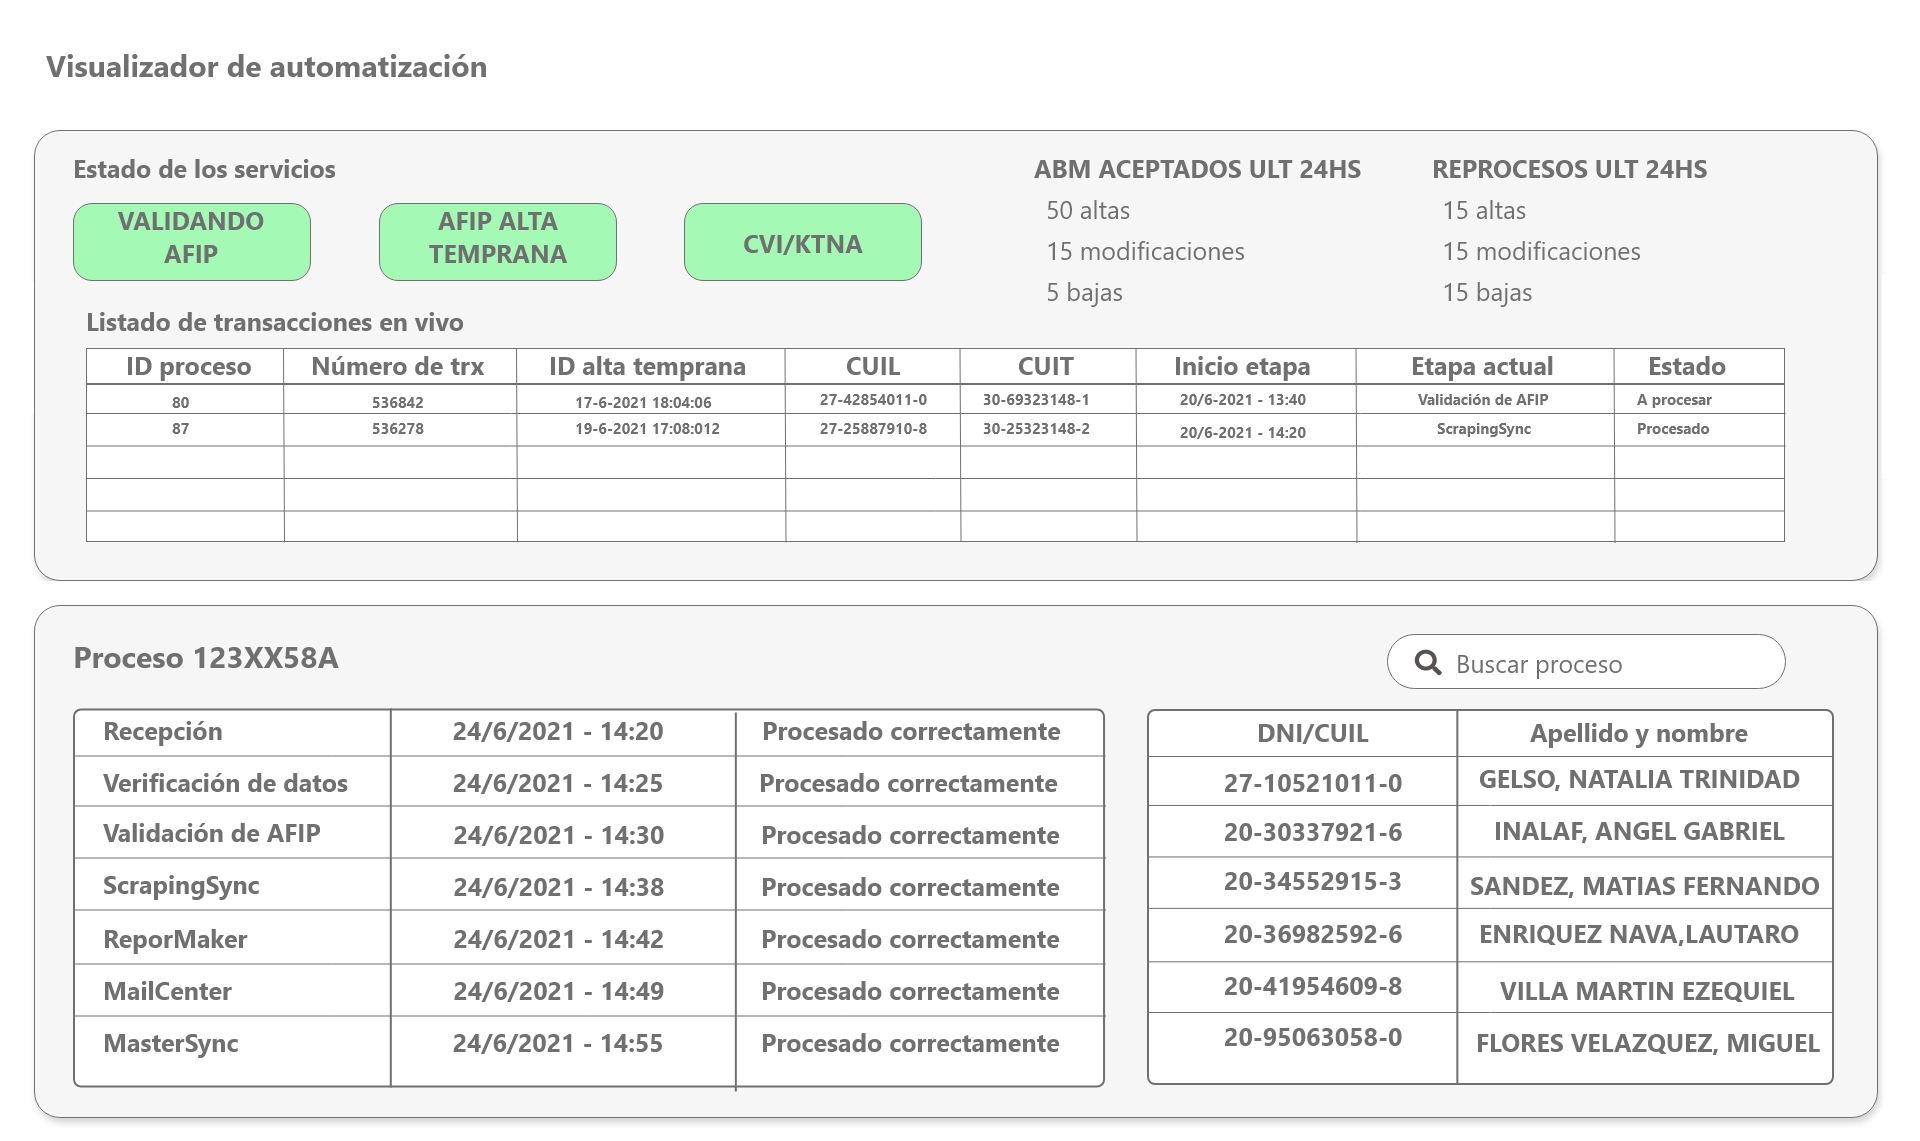 Visualizador de automatización
Estado de los servicios
VALIDANDO
AFIP
AFIP ALTA
TEMPRANA
CVI/KTNA
ABM ACEPTADOS ULT 24HS
50 altas
15 modificaciones
5 bajas
REPROCESOS ULT 24HS
15 altas
15 modificaciones
15 bajas
Listado de transacciones en vivo
ID proceso Número de trx ID alta temprana CUIL CUIT Inicio etapa Etapa actual Estado
80 536842 17-6-2021 18:04:06 27-42854011-0 30-69323148-1 20/6-2021 - 13:40 Validación de AFIP A procesar
87 536278 19-6-2021 17:08:012 27-25887910-8 30-25323148-2 20/6-2021 - 14:20 ScrapingSync Procesado
Proceso 123XX58A
Buscar proceso
Recepción 24/6/2021 - 14:20 Procesado correctamente
Verificación de datos 24/6/2021 - 14:25 Procesado correctamente
Validación de AFIP 24/6/2021 - 14:30 Procesado correctamente
ScrapingSync 24/6/2021 - 14:38 Procesado correctamente
ReporMaker 24/6/2021 - 14:42 Procesado correctamente
MailCenter 24/6/2021 - 14:49 Procesado correctamente
MasterSync 24/6/2021 - 14:55 Procesado correctamente
DNI/CUIL Apellido y nombre
27-10521011-0 GELSO, NATALIA TRINIDAD
20-30337921-6 INALAF, ANGEL GABRIEL
20-34552915-3 SANDEZ, MATIAS FERNANDO
20-36982592-6 ENRIQUEZ NAVA,LAUTARO
20-41954609-8 VILLA MARTIN EZEQUIEL
20-95063058-0 FLORES VELAZQUEZ, MIGUEL